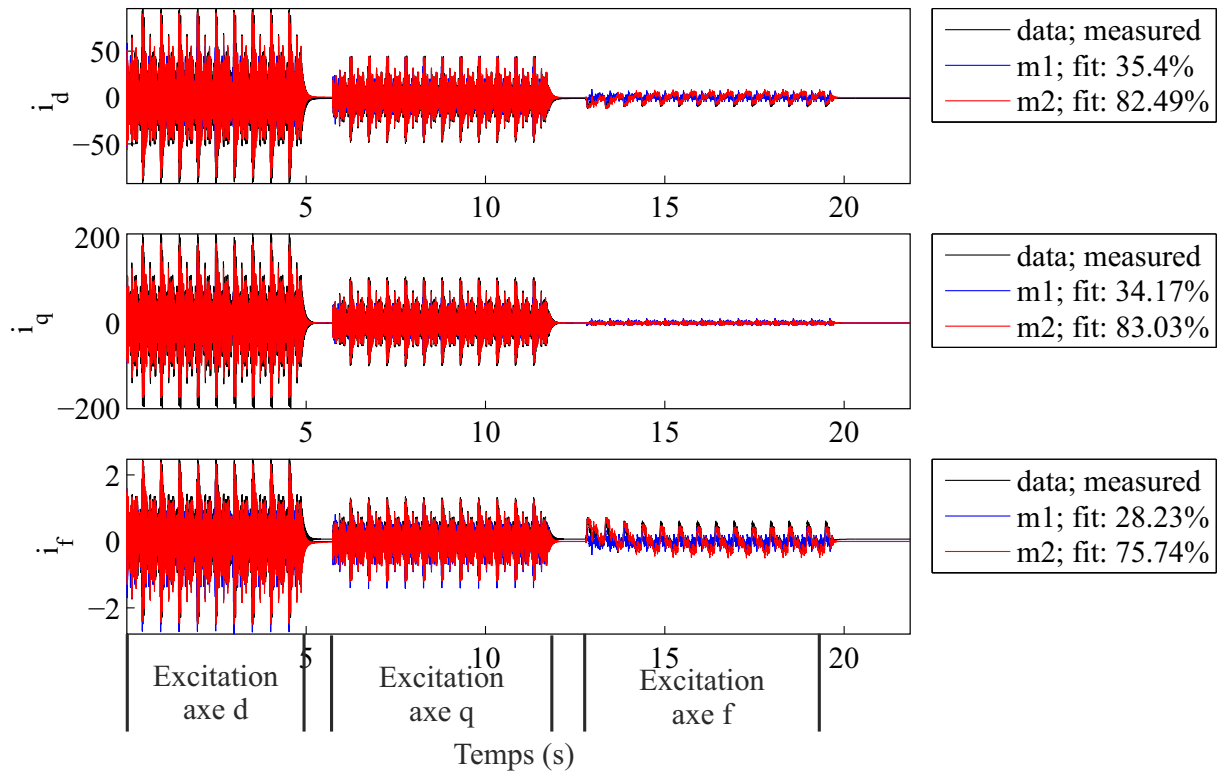 50
0
−50
i_d
5
10
15
20
data; measured
m1; fit: 35.4%
m2; fit: 82.49%
200
0
−200
i_q
5
10
15
20
data; measured
m1; fit: 34.17%
m2; fit: 83.03%
2
0
−2
i_f
5
10
15
20
data; measured
m1; fit: 28.23%
m2; fit: 75.74%
Excitation
axe d
Excitation
axe q
Excitation
axe f
Temps (s)